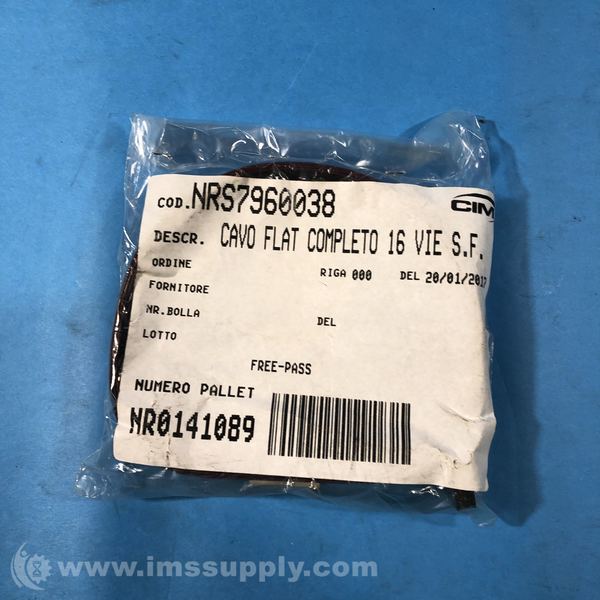 COD. NRS7960038
CIM
DESCR. CAVO FLAT COMPLETO 16 VIE S.F.
ORDINE
RIGA 000 DEL 20/01/2017
FORNITORE
NR.BOLLA
DEL
LOTTO
FREE-PASS
NUMERO PALLET
NR0141089
© www.imssupply.com/